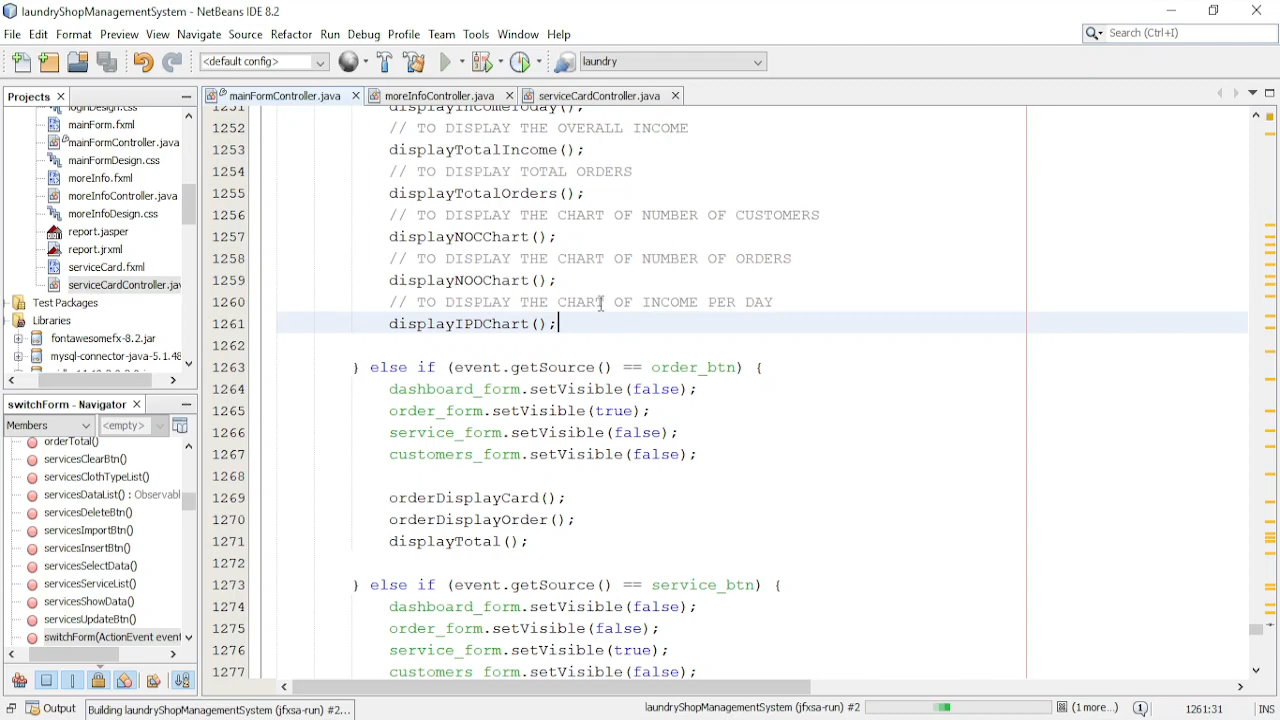 laundryShopManagementSystem - NetBeans IDE 8.2
File Edit Format Preview View Navigate Source Refactor Run Debug Profile Team Tools Window Help
Search (Ctrl+I)
<default config>
laundry
Projects
mainForm.fxml
mainFormController.java
mainFormDesign.css
moreInfo.fxml
moreInfoController.java
moreInfoDesign.css
report.jasper
report.jrxml
serviceCard.fxml
serviceCardController.jav
Test Packages
Libraries
fontawesomefx-8.2.jar
mysql-connector-java-5.1.48
switchForm - Navigator
Members
<empty>
orderTotal()
servicesClearBtn()
servicesClothTypeList()
servicesDataList() : Observabl
servicesDeleteBtn()
servicesImportBtn()
servicesInsertBtn()
servicesSelectData()
servicesServiceList()
servicesShowData()
servicesUpdateBtn()
switchForm(ActionEvent event
mainFormController.java
moreInfoController.java
serviceCardController.java
1251 displayIncomeToday();
1252 // TO DISPLAY THE OVERALL INCOME
1253 displayTotalIncome();
1254 // TO DISPLAY TOTAL ORDERS
1255 displayTotalOrders();
1256 // TO DISPLAY THE CHART OF NUMBER OF CUSTOMERS
1257 displayNOCChart();
1258 // TO DISPLAY THE CHART OF NUMBER OF ORDERS
1259 displayNOOChart();
1260 // TO DISPLAY THE CHART OF INCOME PER DAY
1261 displayIPDChart();
1262
1263 } else if (event.getSource() == order_btn) {
1264 dashboard_form.setVisible(false);
1265 order_form.setVisible(true);
1266 service_form.setVisible(false);
1267 customers_form.setVisible(false);
1268
1269 orderDisplayCard();
1270 orderDisplayOrder();
1271 displayTotal();
1272
1273 } else if (event.getSource() == service_btn) {
1274 dashboard_form.setVisible(false);
1275 order_form.setVisible(false);
1276 service_form.setVisible(true);
1277 customers_form.setVisible(false);
Output
Building laundryShopManagementSystem (jfxsa-run) #2...
laundryShopManagementSystem (jfxsa-run) #2
(1 more...)
1261:31
INS